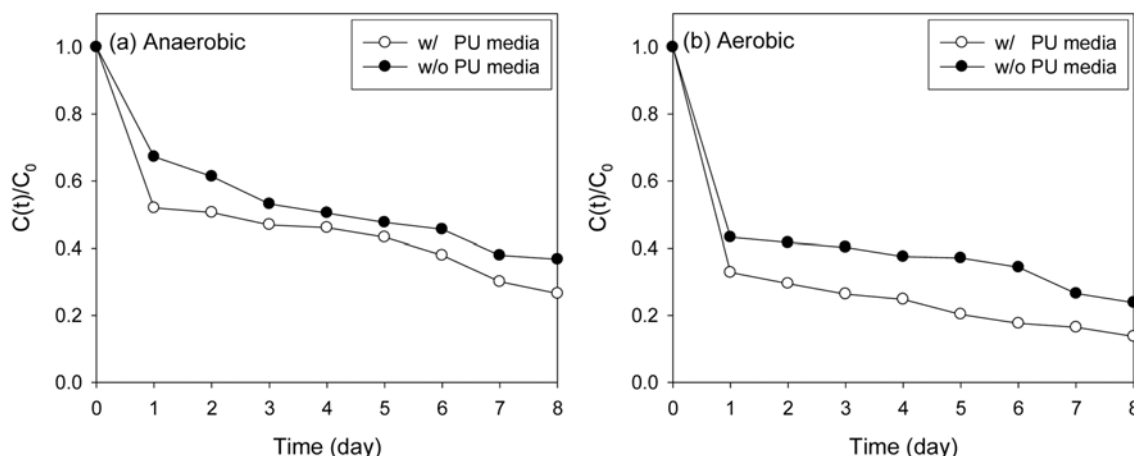 (a) Anaerobic
w/ PU media
w/o PU media
C(t)/C₀
1.0
0.8
0.6
0.4
0.2
0.0
0 1 2 3 4 5 6 7 8
Time (day)
(b) Aerobic
w/ PU media
w/o PU media
C(t)/C₀
1.0
0.8
0.6
0.4
0.2
0.0
0 1 2 3 4 5 6 7 8
Time (day)